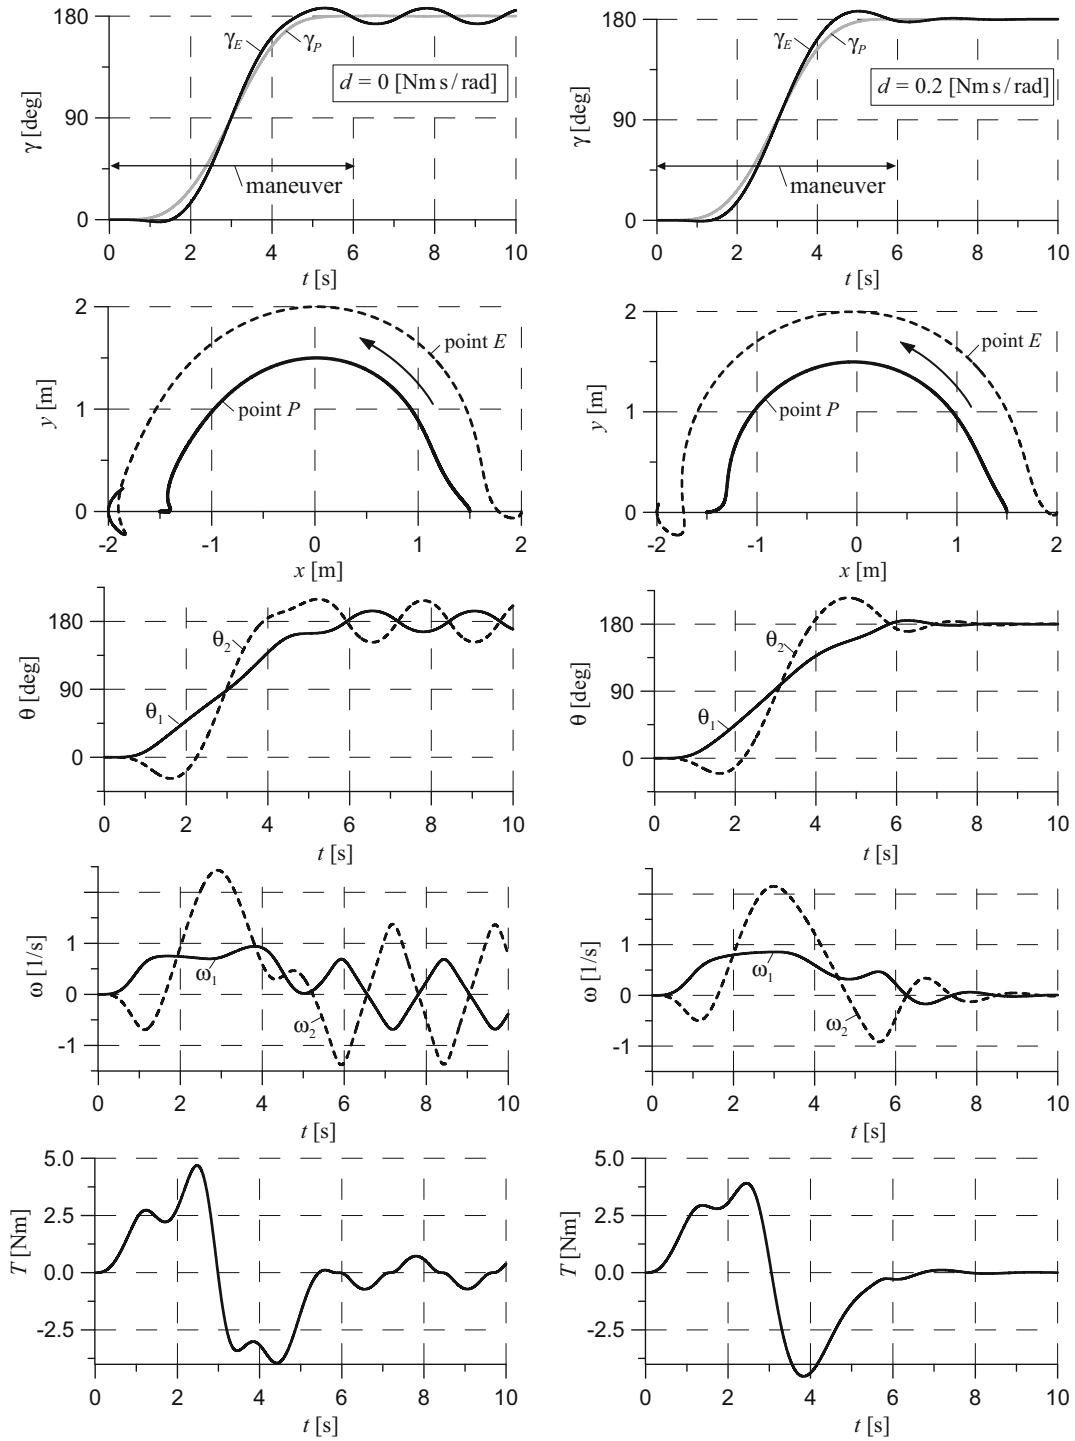 180
90
0
γ [deg]
γE
γP
d = 0 [Nm s / rad]
maneuver
0 2 4 6 8 10
t [s]
180
90
0
γ [deg]
γE
γP
d = 0.2 [Nm s / rad]
maneuver
0 2 4 6 8 10
t [s]
2
1
0
y [m]
point E
point P
-2 -1 0 1 2
x [m]
2
1
0
y [m]
point E
point P
-2 -1 0 1 2
x [m]
180
90
0
θ [deg]
θ2
θ1
0 2 4 6 8 10
t [s]
180
90
0
θ [deg]
θ2
θ1
0 2 4 6 8 10
t [s]
1
0
-1
ω [1/s]
ω1
ω2
0 2 4 6 8 10
t [s]
1
0
-1
ω [1/s]
ω1
ω2
0 2 4 6 8 10
t [s]
5.0
2.5
0.0
-2.5
T [Nm]
0 2 4 6 8 10
t [s]
5.0
2.5
0.0
-2.5
T [Nm]
0 2 4 6 8 10
t [s]